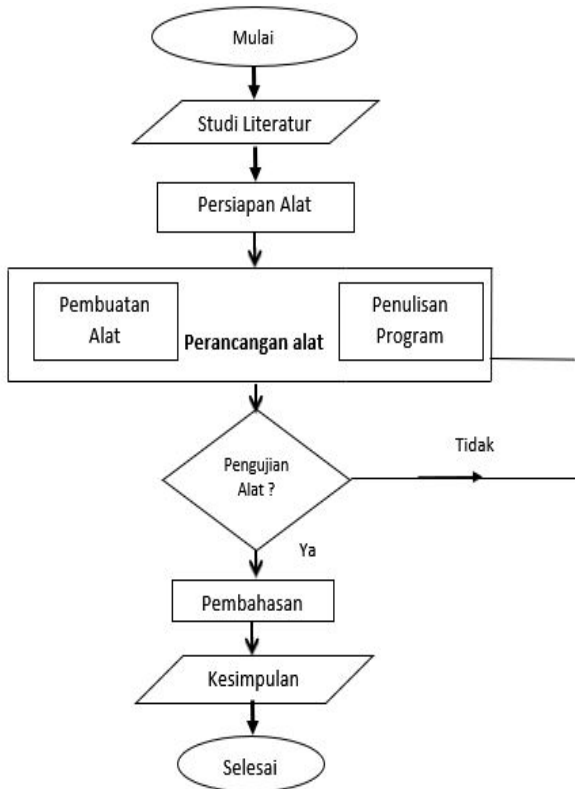 Mulai
Studi Literatur
Persiapan Alat
Pembuatan
Alat
Perancangan alat
Penulisan
Program
Pengujian
Alat ?
Tidak
Ya
Pembahasan
Kesimpulan
Selesai